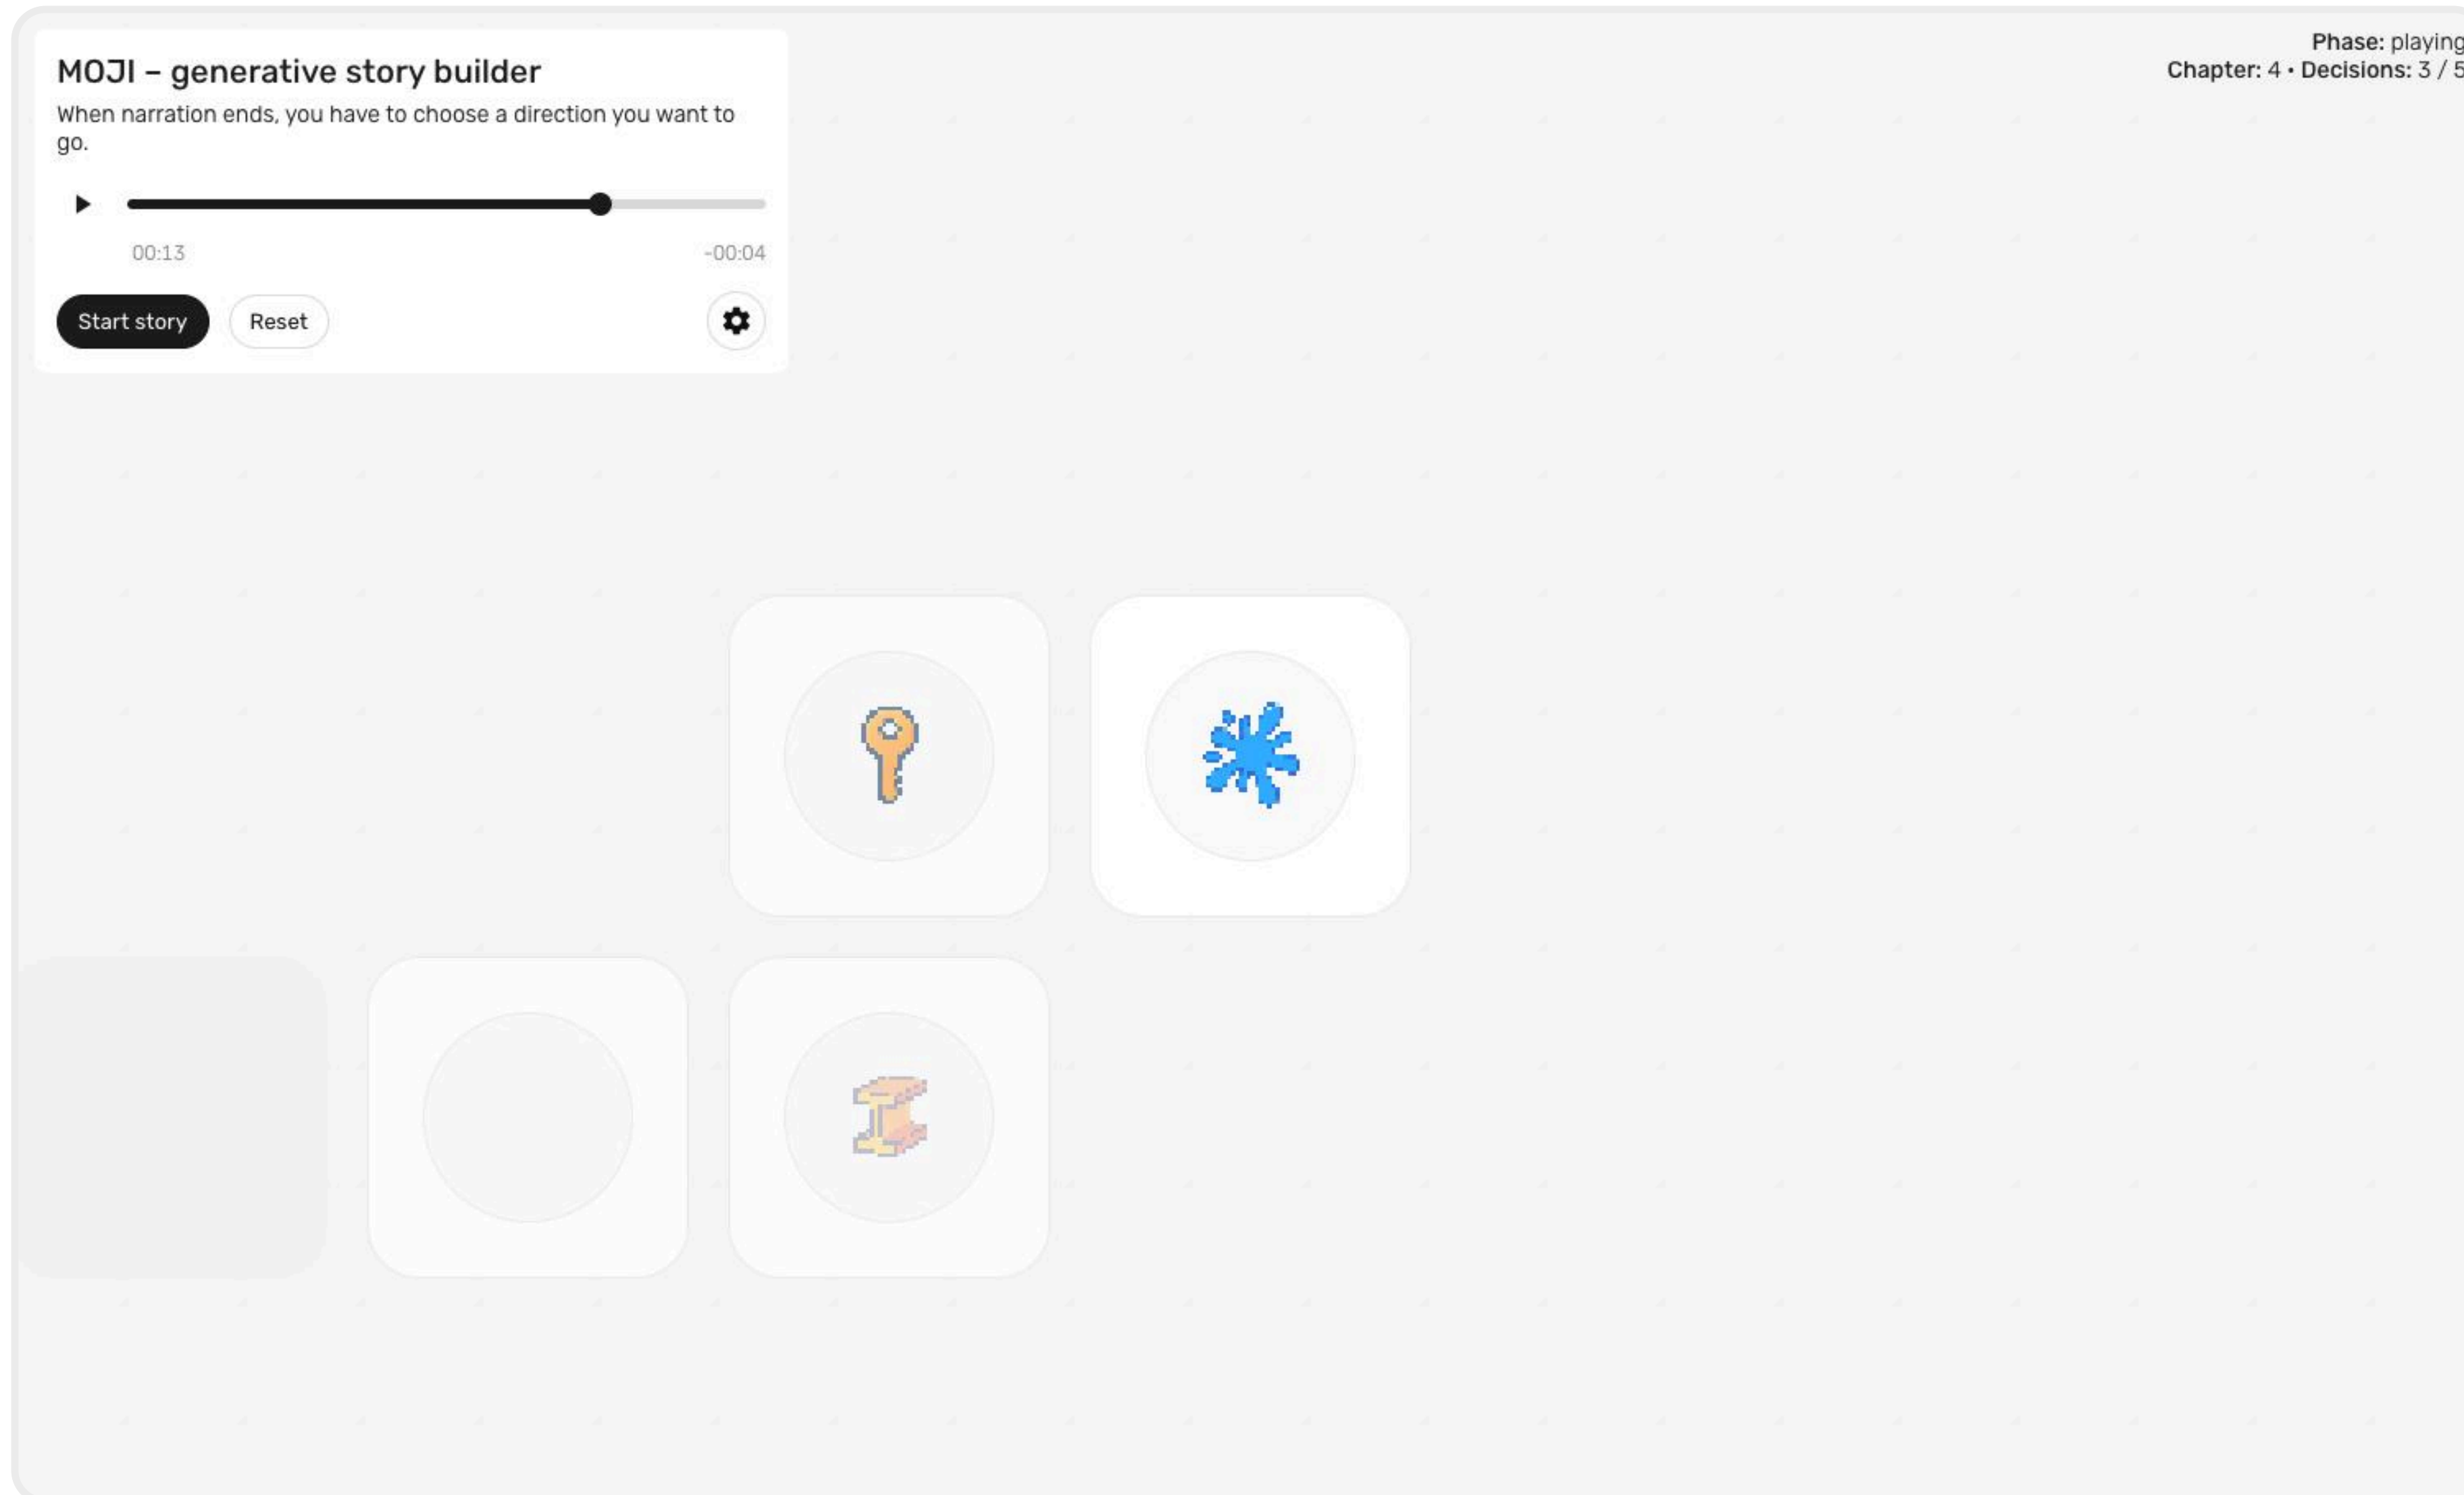 MOJI – generative story builder
When narration ends, you have to choose a direction you want to
go.
00:13
-00:04
Start story
Reset
Phase: playing
Chapter: 4 • Decisions: 3 / 5